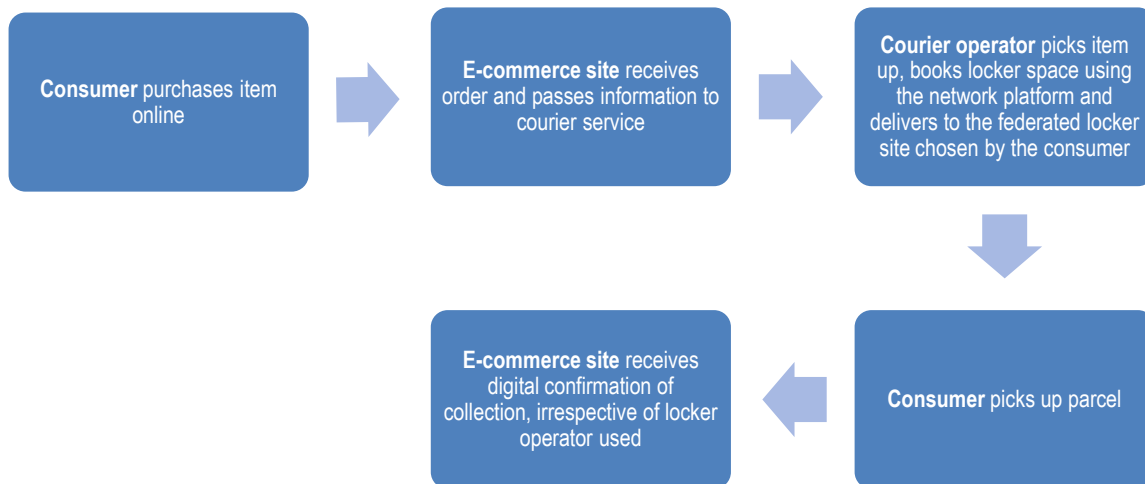 Consumer purchases item
online
E-commerce site receives
order and passes information to
courier service
Courier operator picks item
up, books locker space using
the network platform and
delivers to the federated locker
site chosen by the consumer
Consumer picks up parcel
E-commerce site receives
digital confirmation of
collection, irrespective of locker
operator used